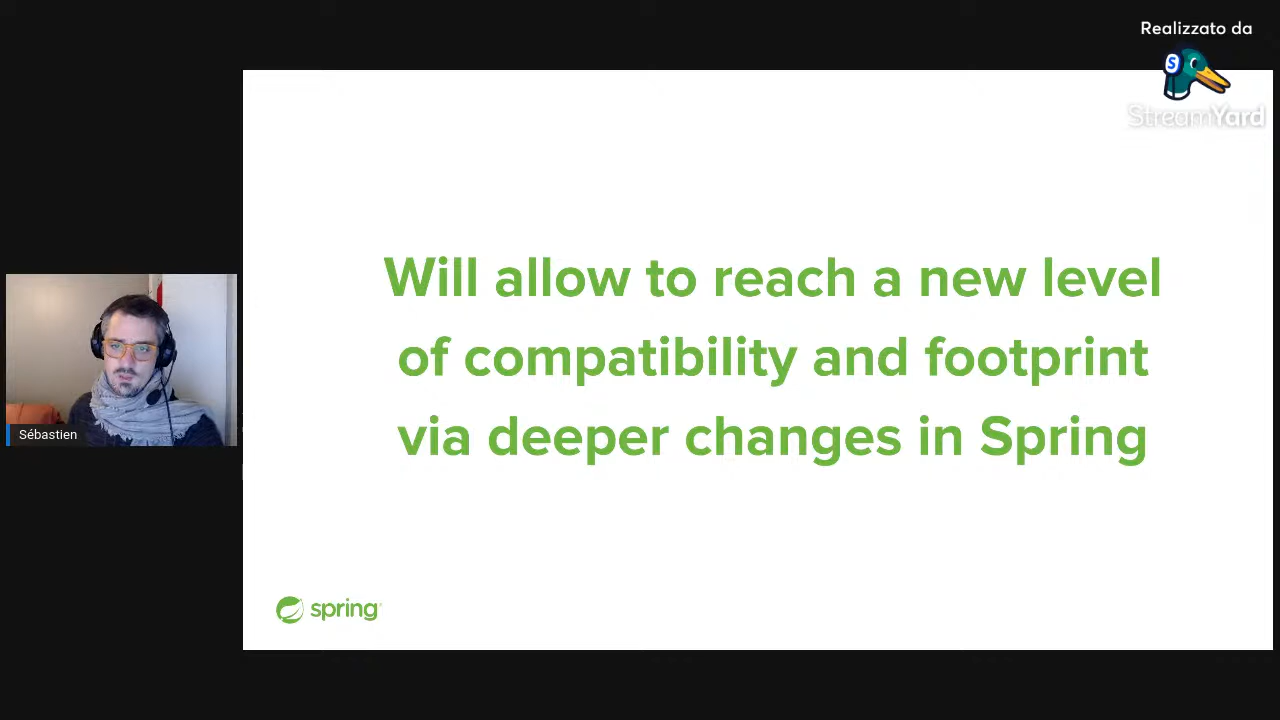 Realizzato da
StreamYard
Will allow to reach a new level
of compatibility and footprint
via deeper changes in Spring
Sébastien
spring